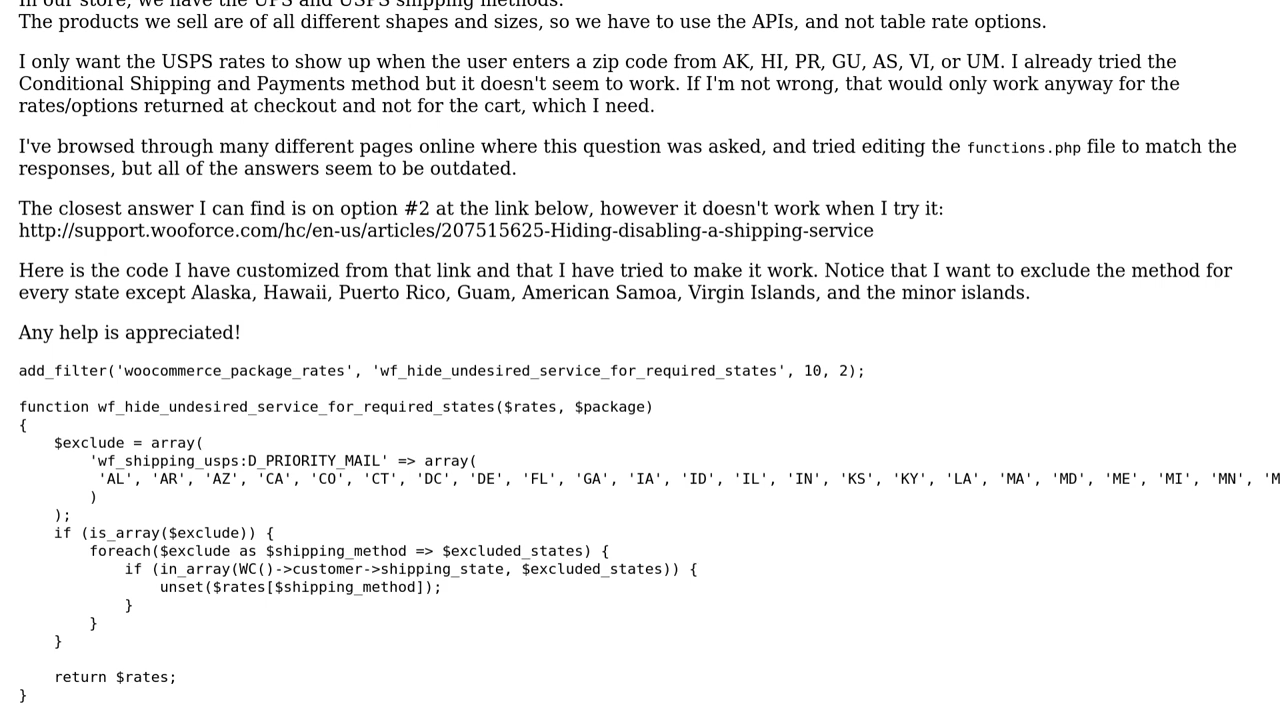 In our store, we have the UPS and USPS shipping methods.
The products we sell are of all different shapes and sizes, so we have to use the APIs, and not table rate options.
I only want the USPS rates to show up when the user enters a zip code from AK, HI, PR, GU, AS, VI, or UM. I already tried the
Conditional Shipping and Payments method but it doesn't seem to work. If I'm not wrong, that would only work anyway for the
rates/options returned at checkout and not for the cart, which I need.
I've browsed through many different pages online where this question was asked, and tried editing the functions.php file to match the
responses, but all of the answers seem to be outdated.
The closest answer I can find is on option #2 at the link below, however it doesn't work when I try it:
http://support.wooforce.com/hc/en-us/articles/207515625-Hiding-disabling-a-shipping-service
Here is the code I have customized from that link and that I have tried to make it work. Notice that I want to exclude the method for
every state except Alaska, Hawaii, Puerto Rico, Guam, American Samoa, Virgin Islands, and the minor islands.
Any help is appreciated!
add_filter('woocommerce_package_rates', 'wf_hide_undesired_service_for_required_states', 10, 2);
function wf_hide_undesired_service_for_required_states($rates, $package)
{
    $exclude = array(
        'wf_shipping_usps:D_PRIORITY_MAIL' => array(
         'AL', 'AR', 'AZ', 'CA', 'CO', 'CT', 'DC', 'DE', 'FL', 'GA', 'IA', 'ID', 'IL', 'IN', 'KS', 'KY', 'LA', 'MA', 'MD', 'ME', 'MI', 'MN', 'M
        )
    );
    if (is_array($exclude)) {
        foreach($exclude as $shipping_method => $excluded_states) {
            if (in_array(WC()->customer->shipping_state, $excluded_states)) {
                unset($rates[$shipping_method]);
            }
        }
    }
    return $rates;
}